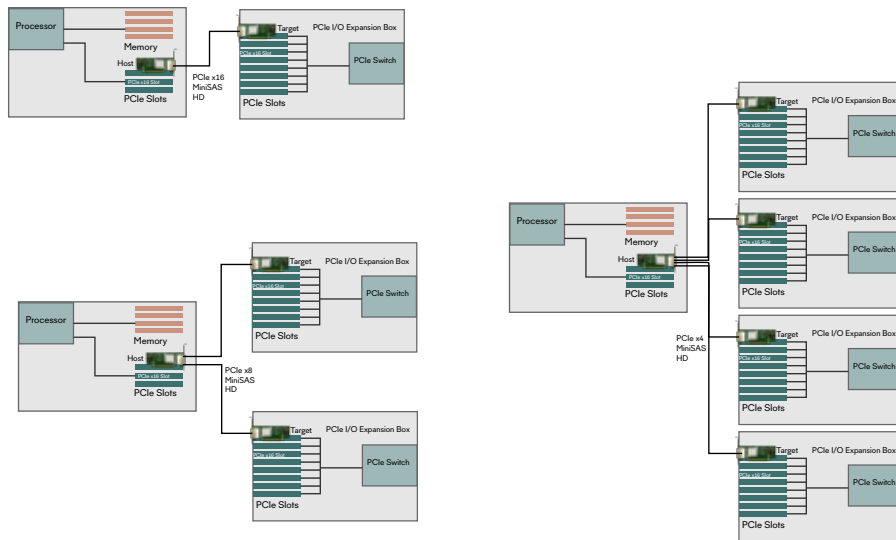 Processor
Memory
Host
PCIe x16 Slot
PCIe Slots
PCIe x16
MiniSAS
HD
Target
PCIe I/O Expansion Box
PCIe x16 Slot
PCIe Switch
PCIe Slots
Processor
Memory
Host
PCIe x16 Slot
PCIe Slots
PCIe x8
MiniSAS
HD
Target
PCIe I/O Expansion Box
PCIe x16 Slot
PCIe Switch
PCIe Slots
Target
PCIe I/O Expansion Box
PCIe x16 Slot
PCIe Switch
PCIe Slots
Processor
Memory
Host
PCIe x16 Slot
PCIe Slots
PCIe x4
MiniSAS
HD
Target
PCIe I/O Expansion Box
PCIe x16 Slot
PCIe Switch
PCIe Slots
Target
PCIe I/O Expansion Box
PCIe x16 Slot
PCIe Switch
PCIe Slots
Target
PCIe I/O Expansion Box
PCIe x16 Slot
PCIe Switch
PCIe Slots
Target
PCIe I/O Expansion Box
PCIe x16 Slot
PCIe Switch
PCIe Slots